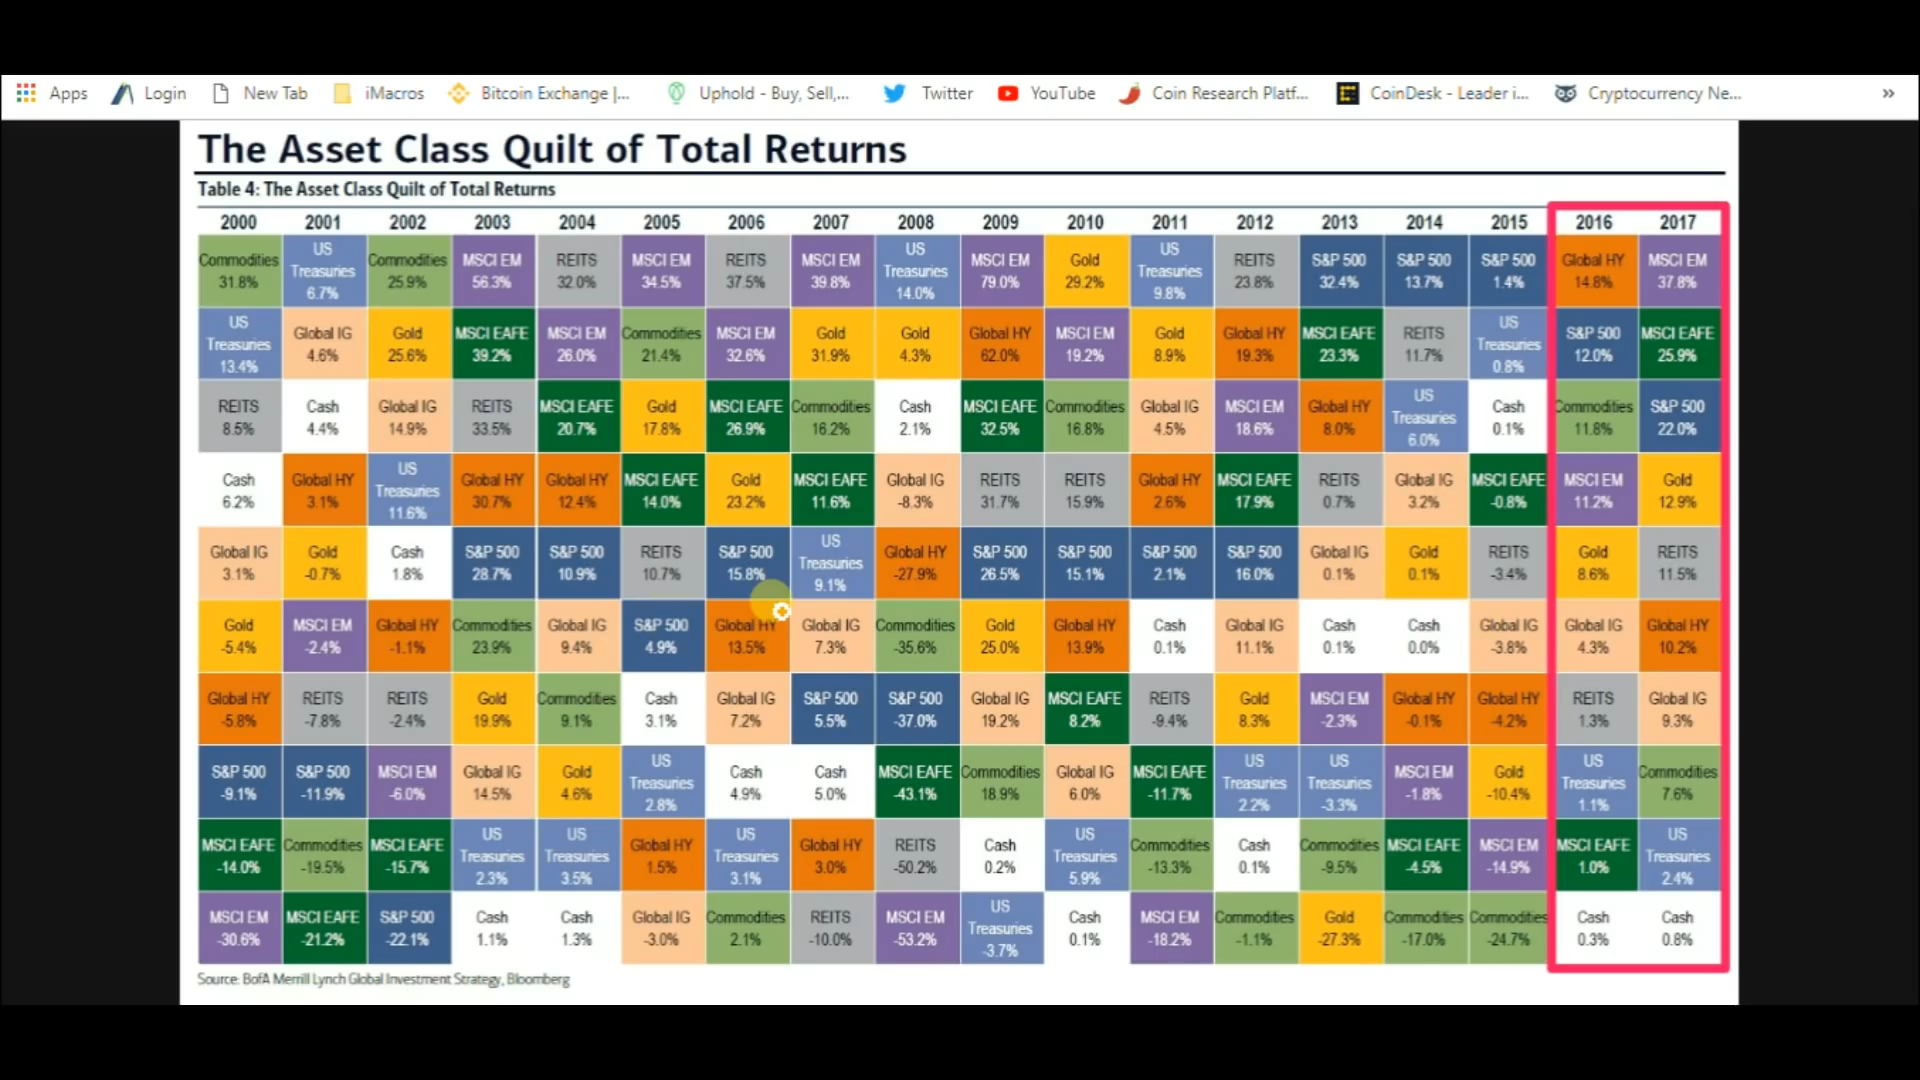 Apps Login New Tab iMacros Bitcoin Exchange |... Uphold - Buy, Sell,... Twitter YouTube Coin Research Platf... CoinDesk - Leader i... Cryptocurrency Ne... »
The Asset Class Quilt of Total Returns
Table 4: The Asset Class Quilt of Total Returns
2000 2001 2002 2003 2004 2005 2006 2007 2008 2009 2010 2011 2012 2013 2014 2015 2016 2017
Commodities 31.8% US Treasuries 6.7% Commodities 25.9% MSCI EM 56.3% REITS 32.0% MSCI EM 34.5% REITS 37.5% MSCI EM 39.8% US Treasuries 14.0% MSCI EM 79.0% Gold 29.2% US Treasuries 9.8% REITS 23.8% S&P 500 32.4% S&P 500 13.7% S&P 500 1.4% Global HY 14.8% MSCI EM 37.8%
US Treasuries 13.4% Global IG 4.6% Gold 25.6% MSCI EAFE 39.2% MSCI EM 26.0% Commodities 21.4% MSCI EM 32.6% Gold 31.9% Gold 4.3% Global HY 62.0% MSCI EM 19.2% Gold 8.9% Global HY 19.3% MSCI EAFE 23.3% REITS 11.7% US Treasuries 0.8% S&P 500 12.0% MSCI EAFE 25.9%
REITS 8.5% Cash 4.4% Global IG 14.9% REITS 33.5% MSCI EAFE 20.7% Gold 17.8% MSCI EAFE 26.9% Commodities 16.2% Cash 2.1% MSCI EAFE 32.5% Commodities 16.8% Global IG 4.5% MSCI EM 18.6% Global HY 8.0% US Treasuries 6.0% Cash 0.1% Commodities 11.8% S&P 500 22.0%
Cash 6.2% Global HY 3.1% US Treasuries 11.6% Global HY 30.7% Global HY 12.4% MSCI EAFE 14.0% Gold 23.2% MSCI EAFE 11.6% Global IG -8.3% REITS 31.7% REITS 15.9% Global HY 2.6% MSCI EAFE 17.9% REITS 0.7% Global IG 3.2% MSCI EAFE -0.8% MSCI EM 11.2% Gold 12.9%
Global IG 3.1% Gold -0.7% Cash 1.8% S&P 500 28.7% S&P 500 10.9% REITS 10.7% S&P 500 15.8% US Treasuries 9.1% Global HY -27.9% S&P 500 26.5% S&P 500 15.1% S&P 500 2.1% S&P 500 16.0% Global IG 0.1% Gold 0.1% REITS -3.4% Gold 8.6% REITS 11.5%
Gold -5.4% MSCI EM -2.4% Global HY -1.1% Commodities 23.9% Global IG 9.4% S&P 500 4.9% Global HY 13.5% Global IG 7.3% Commodities -35.6% Gold 25.0% Global HY 13.9% Cash 0.1% Global IG 11.1% Cash 0.1% Cash 0.0% Global IG -3.8% Global IG 4.3% Global HY 10.2%
Global HY -5.8% REITS -7.8% REITS -2.4% Gold 19.9% Commodities 9.1% Cash 3.1% Global IG 7.2% S&P 500 5.5% S&P 500 -37.0% Global IG 19.2% MSCI EAFE 8.2% REITS -9.4% Gold 8.3% MSCI EM -2.3% Global HY -0.1% Global HY -4.2% REITS 1.3% Global IG 9.3%
S&P 500 -9.1% S&P 500 -11.9% MSCI EM -6.0% Global IG 14.5% Gold 4.6% US Treasuries 2.8% Cash 4.9% Cash 5.0% MSCI EAFE -43.1% Commodities 18.9% Global IG 6.0% MSCI EAFE -11.7% US Treasuries 2.2% US Treasuries -3.3% MSCI EM -1.8% Gold -10.4% US Treasuries 1.1% Commodities 7.6%
MSCI EAFE -14.0% Commodities -19.5% MSCI EAFE -15.7% US Treasuries 2.3% US Treasuries 3.5% Global HY 1.5% US Treasuries 3.1% Global HY 3.0% REITS -50.2% Cash 0.2% US Treasuries 5.9% Commodities -13.3% Cash 0.1% Commodities -9.5% MSCI EAFE -4.5% MSCI EM -14.9% MSCI EAFE 1.0% US Treasuries 2.4%
MSCI EM -30.6% MSCI EAFE -21.2% S&P 500 -22.1% Cash 1.1% Cash 1.3% Global IG -3.0% Commodities 2.1% REITS -10.0% MSCI EM -53.2% US Treasuries -3.7% Cash 0.1% MSCI EM -18.2% Commodities -1.1% Gold -27.3% Commodities -17.0% Commodities -24.7% Cash 0.3% Cash 0.8%
Source: BofA Merrill Lynch Global Investment Strategy, Bloomberg